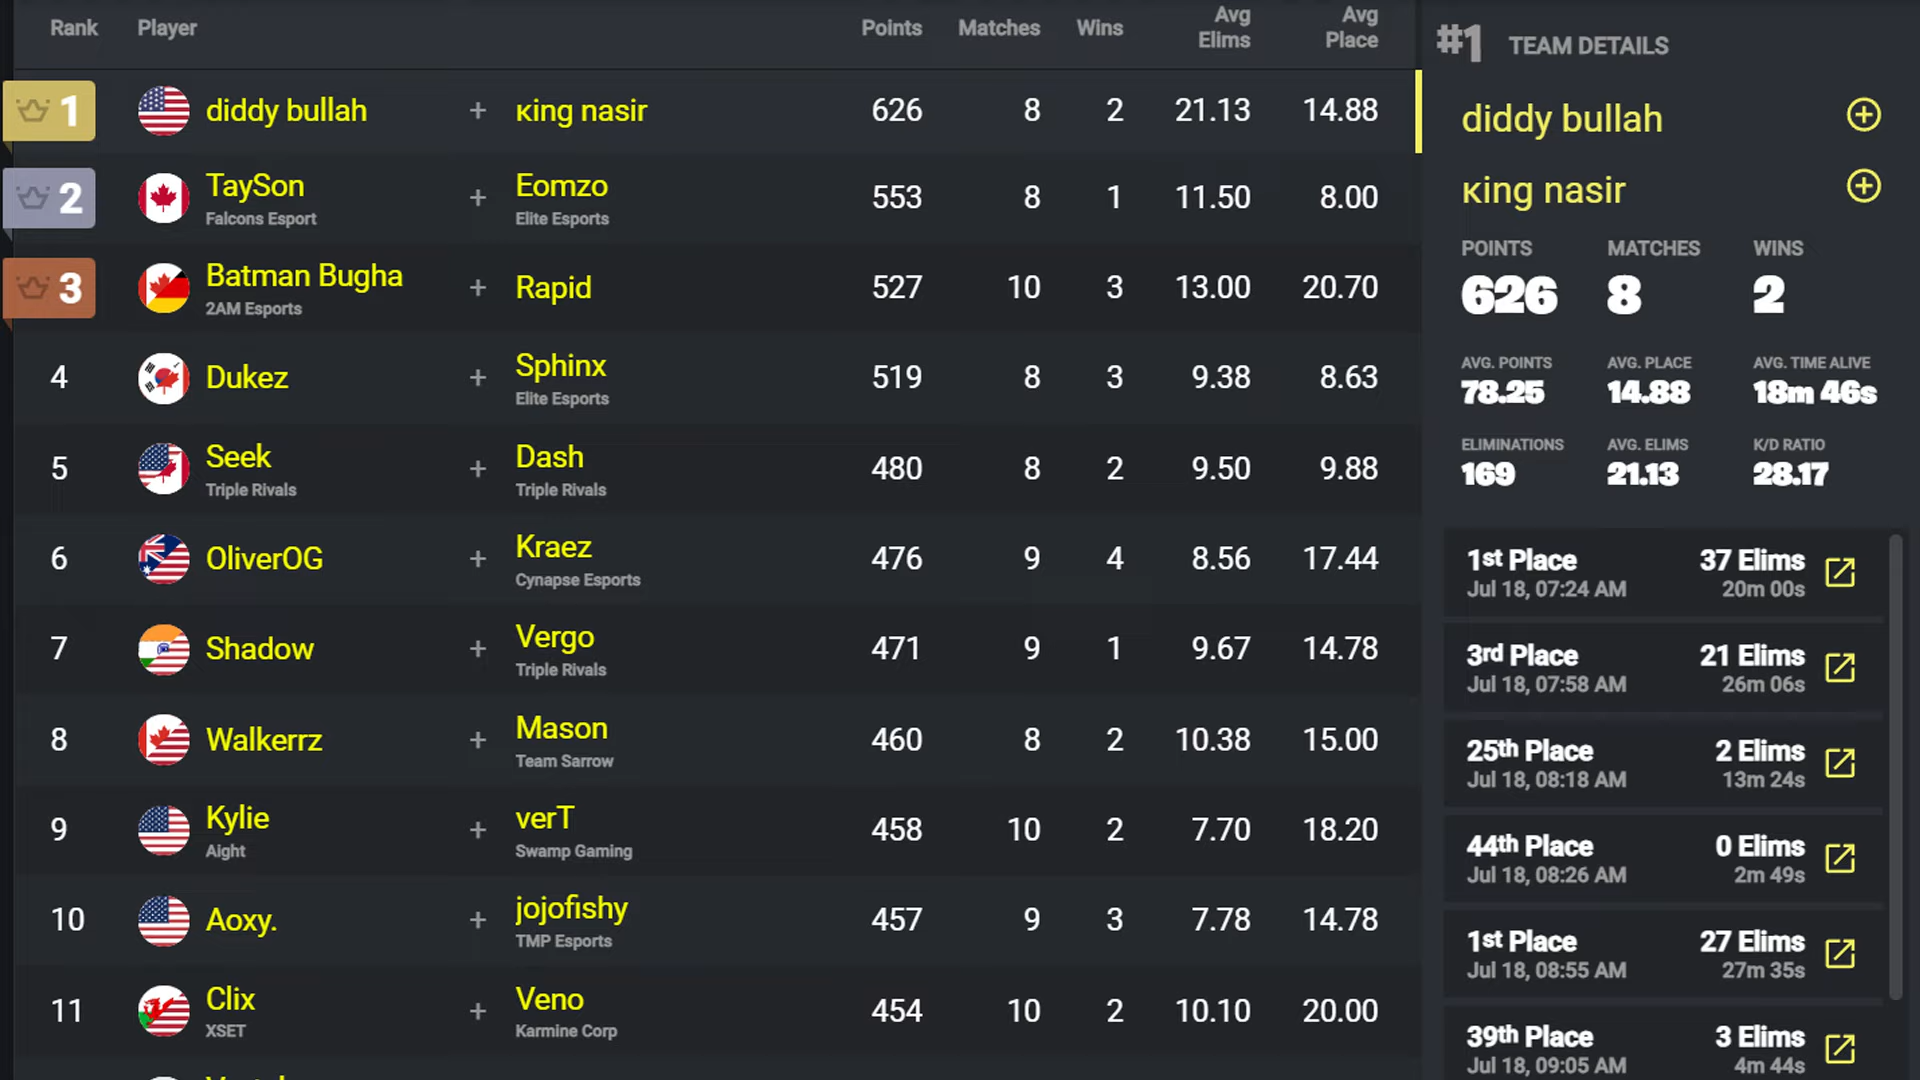 Rank Player Points Matches Wins Avg Elims Avg Place
1 diddy bullah + кing nasir 626 8 2 21.13 14.88
2 TaySon + Eomzo 553 8 1 11.50 8.00
Falcons Esport Elite Esports
3 Batman Bugha + Rapid 527 10 3 13.00 20.70
2AM Esports
4 Dukez + Sphinx 519 8 3 9.38 8.63
Elite Esports
5 Seek + Dash 480 8 2 9.50 9.88
Triple Rivals Triple Rivals
6 OliverOG + Kraez 476 9 4 8.56 17.44
Cynapse Esports
7 Shadow + Vergo 471 9 1 9.67 14.78
Triple Rivals
8 Walkerrz + Mason 460 8 2 10.38 15.00
Team Sarrow
9 Kylie + verT 458 10 2 7.70 18.20
Aight Swamp Gaming
10 Aoxy. + jojofishy 457 9 3 7.78 14.78
TMP Esports
11 Clix + Veno 454 10 2 10.10 20.00
XSET Karmine Corp
#1 TEAM DETAILS
diddy bullah
кing nasir
POINTS MATCHES WINS
626 8 2
AVG. POINTS AVG. PLACE AVG. TIME ALIVE
78.25 14.88 18m 46s
ELIMINATIONS AVG. ELIMS K/D RATIO
169 21.13 28.17
1st Place 37 Elims
Jul 18, 07:24 AM 20m 00s
3rd Place 21 Elims
Jul 18, 07:58 AM 26m 06s
25th Place 2 Elims
Jul 18, 08:18 AM 13m 24s
44th Place 0 Elims
Jul 18, 08:26 AM 2m 49s
1st Place 27 Elims
Jul 18, 08:55 AM 27m 35s
39th Place 3 Elims
Jul 18, 09:05 AM 4m 44s